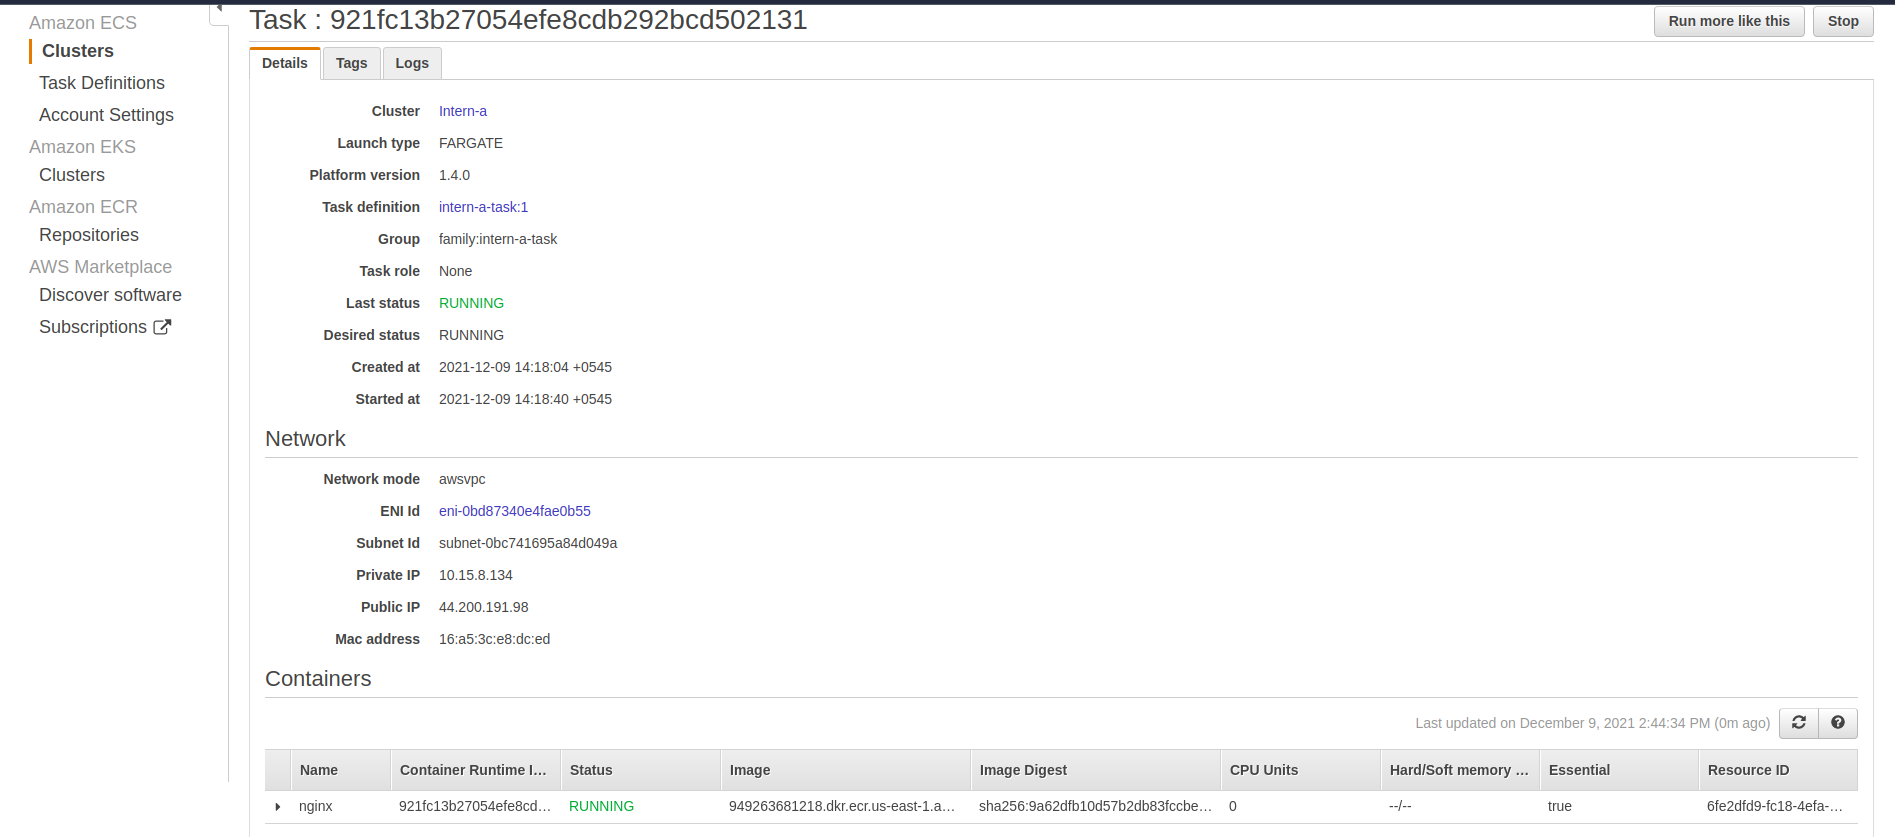 Amazon ECS
Clusters
Task Definitions
Account Settings
Amazon EKS
Clusters
Amazon ECR
Repositories
AWS Marketplace
Discover software
Subscriptions
Task : 921fc13b27054efe8cdb292bcd502131
Run more like this
Stop
Details
Tags
Logs
Cluster Intern-a
Launch type FARGATE
Platform version 1.4.0
Task definition intern-a-task:1
Group family:intern-a-task
Task role None
Last status RUNNING
Desired status RUNNING
Created at 2021-12-09 14:18:04 +0545
Started at 2021-12-09 14:18:40 +0545
Network
Network mode awsvpc
ENI Id eni-0bd87340e4fae0b55
Subnet Id subnet-0bc741695a84d049a
Private IP 10.15.8.134
Public IP 44.200.191.98
Mac address 16:a5:3c:e8:dc:ed
Containers
Last updated on December 9, 2021 2:44:34 PM (0m ago)
Name Container Runtime I... Status Image Image Digest CPU Units Hard/Soft memory ... Essential Resource ID
nginx 921fc13b27054efe8cd... RUNNING 949263681218.dkr.ecr.us-east-1.a... sha256:9a62dfb10d57b2db83fccbe... 0 --/-- true 6fe2dfd9-fc18-4efa-...